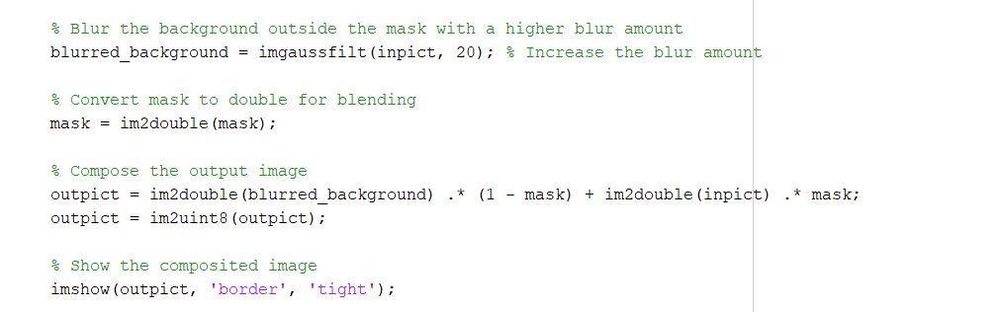 % Blur the background outside the mask with a higher blur amount
blurred_background = imgaussfilt(inpict, 20); % Increase the blur amount
% Convert mask to double for blending
mask = im2double(mask);
% Compose the output image
outpict = im2double(blurred_background) .* (1 - mask) + im2double(inpict) .* mask;
outpict = im2uint8(outpict);
% Show the composited image
imshow(outpict, 'border', 'tight');